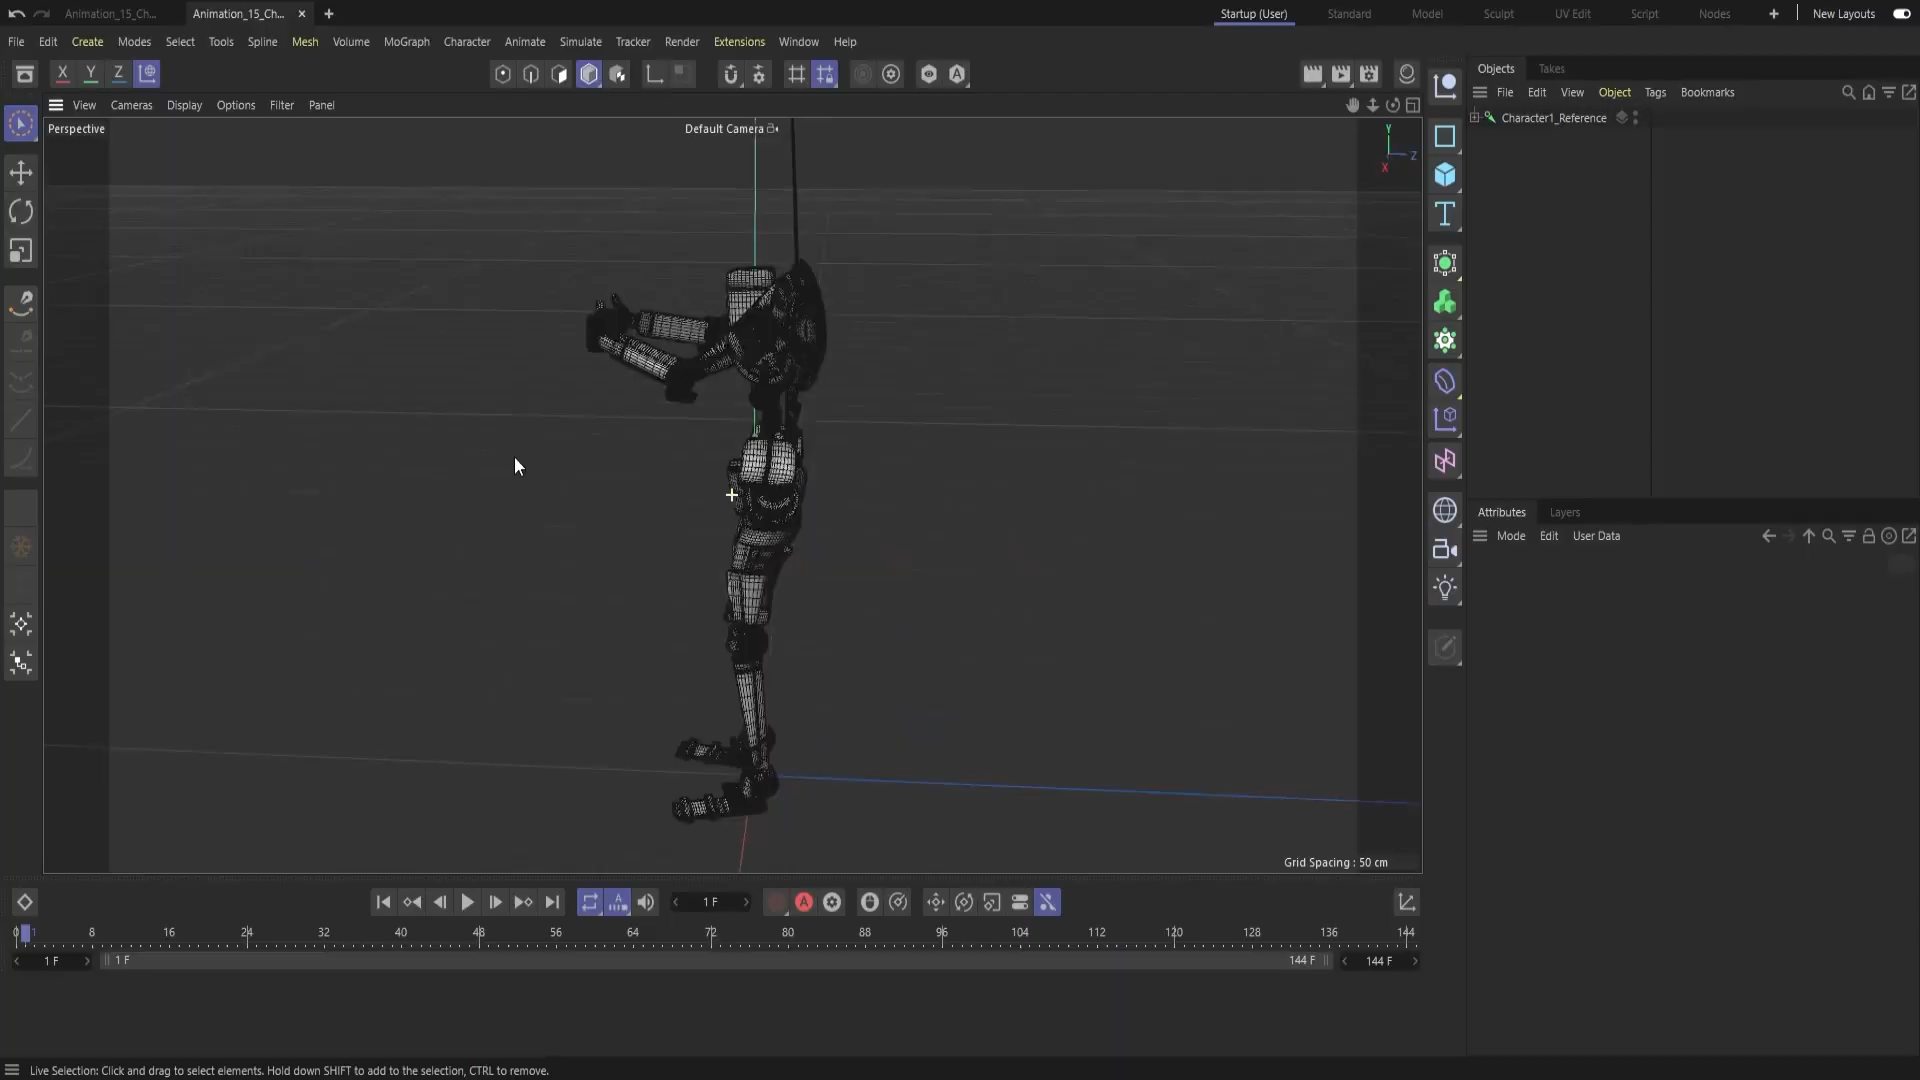 Animation_15_Ch... Animation_15_Ch... Startup (User) Standard Model Sculpt UV Edit Script Nodes New Layouts
File Edit Create Modes Select Tools Spline Mesh Volume MoGraph Character Animate Simulate Tracker Render Extensions Window Help
X Y Z
Objects Takes
View Cameras Display Options Filter Panel
File Edit View Object Tags Bookmarks
Perspective
Default Camera
Y
Z
X
Character1_Reference
Attributes Layers
Mode Edit User Data
Grid Spacing : 50 cm
1 F
0 1 8 16 24 32 40 48 56 64 72 80 88 96 104 112 120 128 136 144
1 F 1 F 144 F 144 F
Live Selection: Click and drag to select elements. Hold down SHIFT to add to the selection, CTRL to remove.